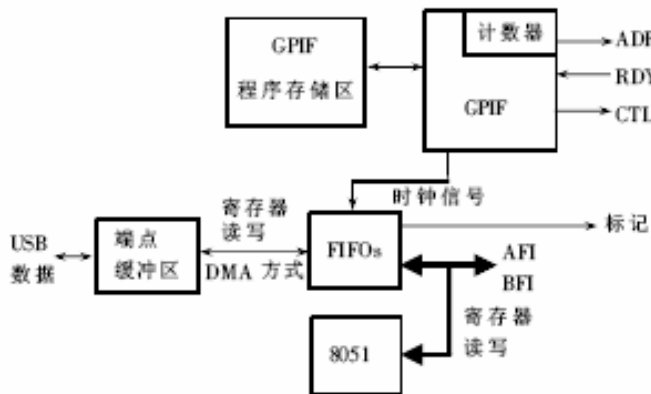 计数器
GPIF
程序存储区
GPIF
ADR
RDY
CTL
时钟信号
寄存器
读写
USB
数据
端点
缓冲区
DMA 方式
FIFOs
标记
AFI
BFI
寄存器
读写
8051